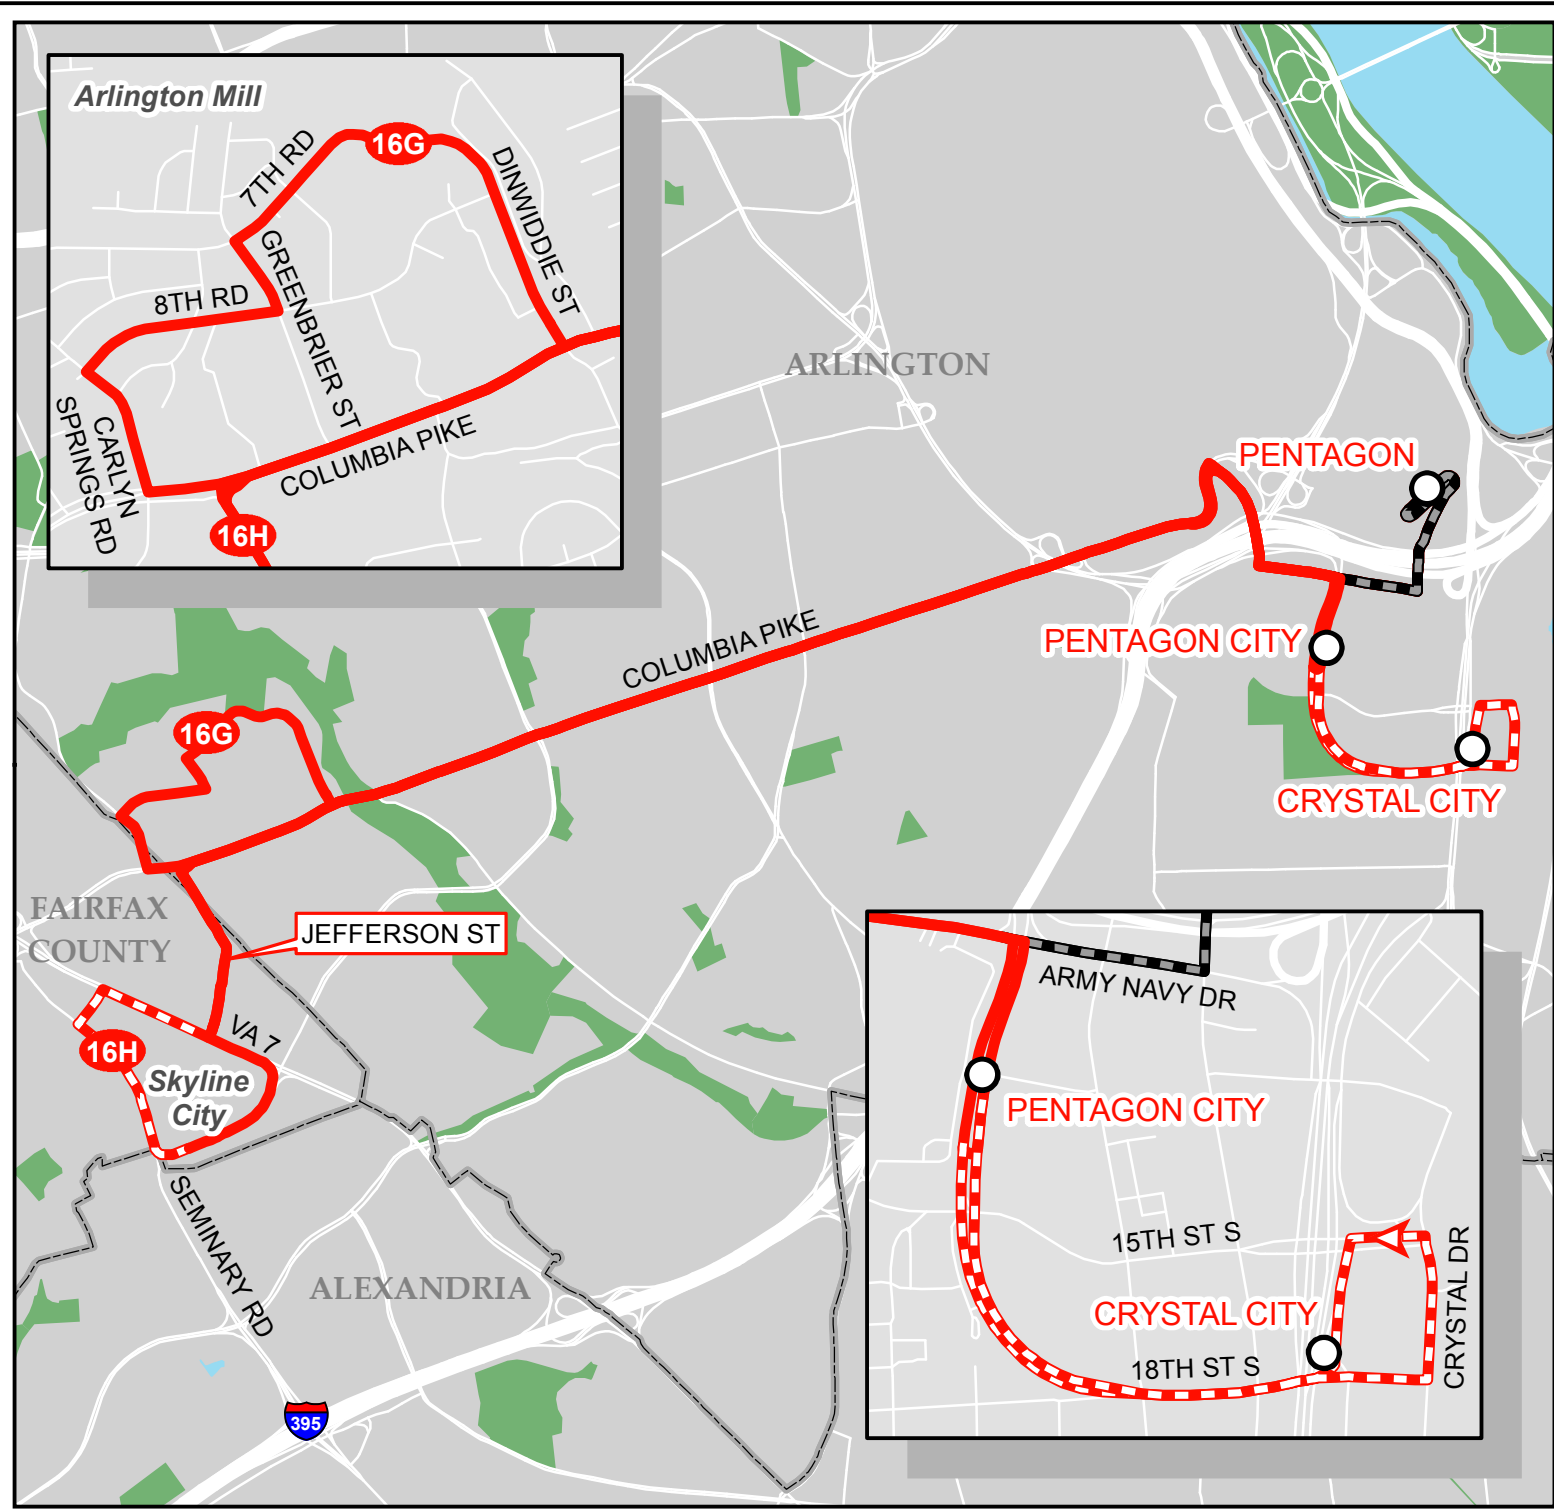 Arlington Mill
7TH RD
16G
DINWIDDIE ST
8TH RD
GREENBRIER ST
CARLYN
SPRINGS RD
COLUMBIA PIKE
16H
ARLINGTON
PENTAGON
PENTAGON CITY
COLUMBIA PIKE
CRYSTAL CITY
16G
FAIRFAX
COUNTY
JEFFERSON ST
VA 7
16H
Skyline
City
SEMINARY RD
ALEXANDRIA
395
ARMY NAVY DR
PENTAGON CITY
15TH ST S
CRYSTAL CITY
18TH ST S
CRYSTAL DR